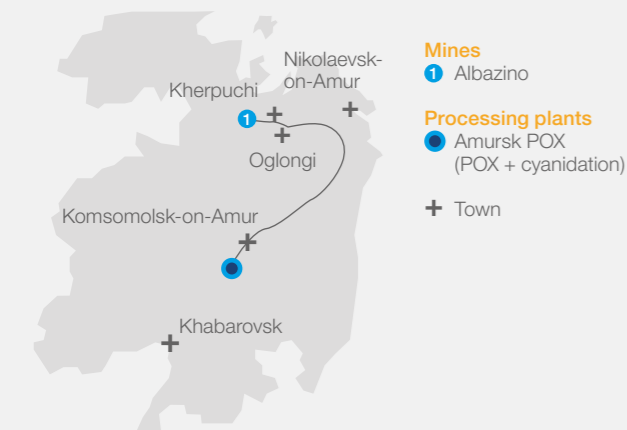 Nikolaevsk-
on-Amur
Kherpuchi
1
Oglongi
Komsomolsk-on-Amur
Khabarovsk
Mines
1 Albazino
Processing plants
Amursk POX
(POX + cyanidation)
Town